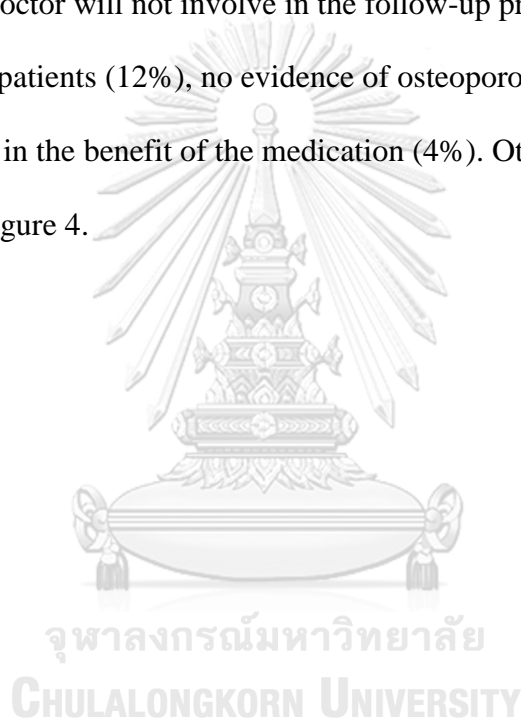 octor will not involve in the follow-up pr
patients (12%), no evidence of osteoporo
in the benefit of the medication (4%). Ot
gure 4.
จุฬาลงกรณ์มหาวิทยาลัย
CHULALONGKORN UNIVERSITY